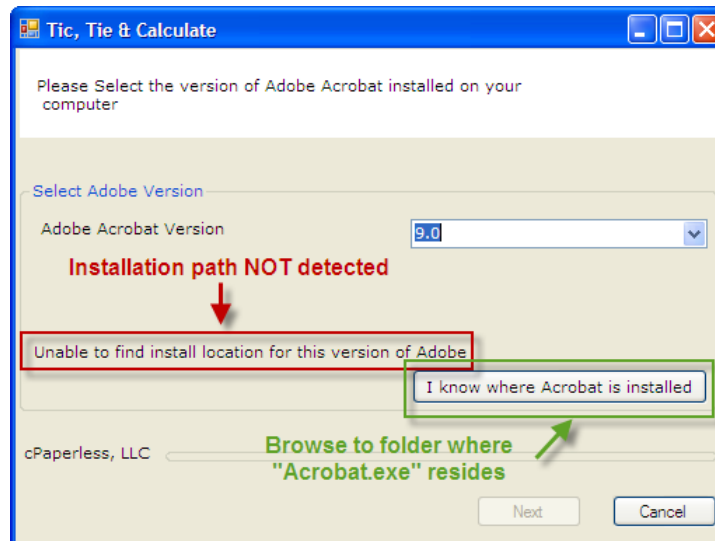 Tic, Tie & Calculate
Please Select the version of Adobe Acrobat installed on your
computer
Select Adobe Version
Adobe Acrobat Version
9.0
Installation path NOT detected
Unable to find install location for this version of Adobe
I know where Acrobat is installed
cPaperless, LLC
Browse to folder where
"Acrobat.exe" resides
Next
Cancel